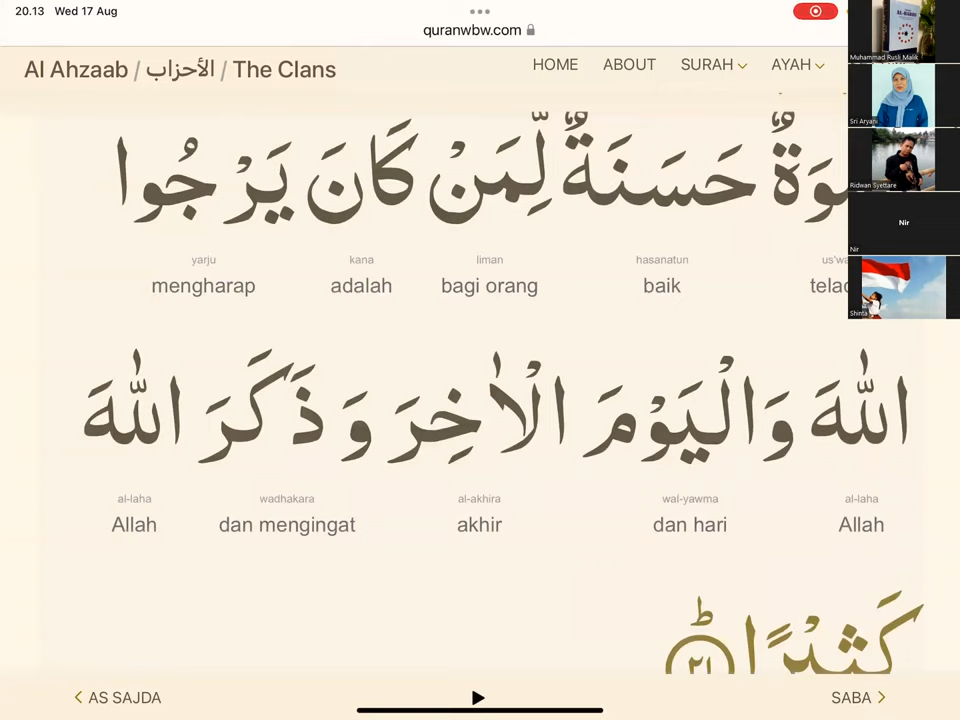 20.13 Wed 17 Aug
quranwbw.com
Al Ahzaab / الأحزاب / The Clans
HOME ABOUT SURAH AYAH
حَسَنَةٌ لِّمَنْ كَانَ يَرْجُوا
yarju kana liman hasanatun
mengharap adalah bagi orang baik
اللّٰهَ وَالْيَوْمَ الْاٰخِرَ وَذَكَرَ اللّٰهَ
al-laha wadhakara al-akhira wal-yawma al-laha
Allah dan mengingat akhir dan hari Allah
كَثِيْرًا ۗ ٢١
AS SAJDA
SABA
Muhammad Rusli Malik
Sri Aryani
Ridwan Syettare
Nir
Nir
Shinta